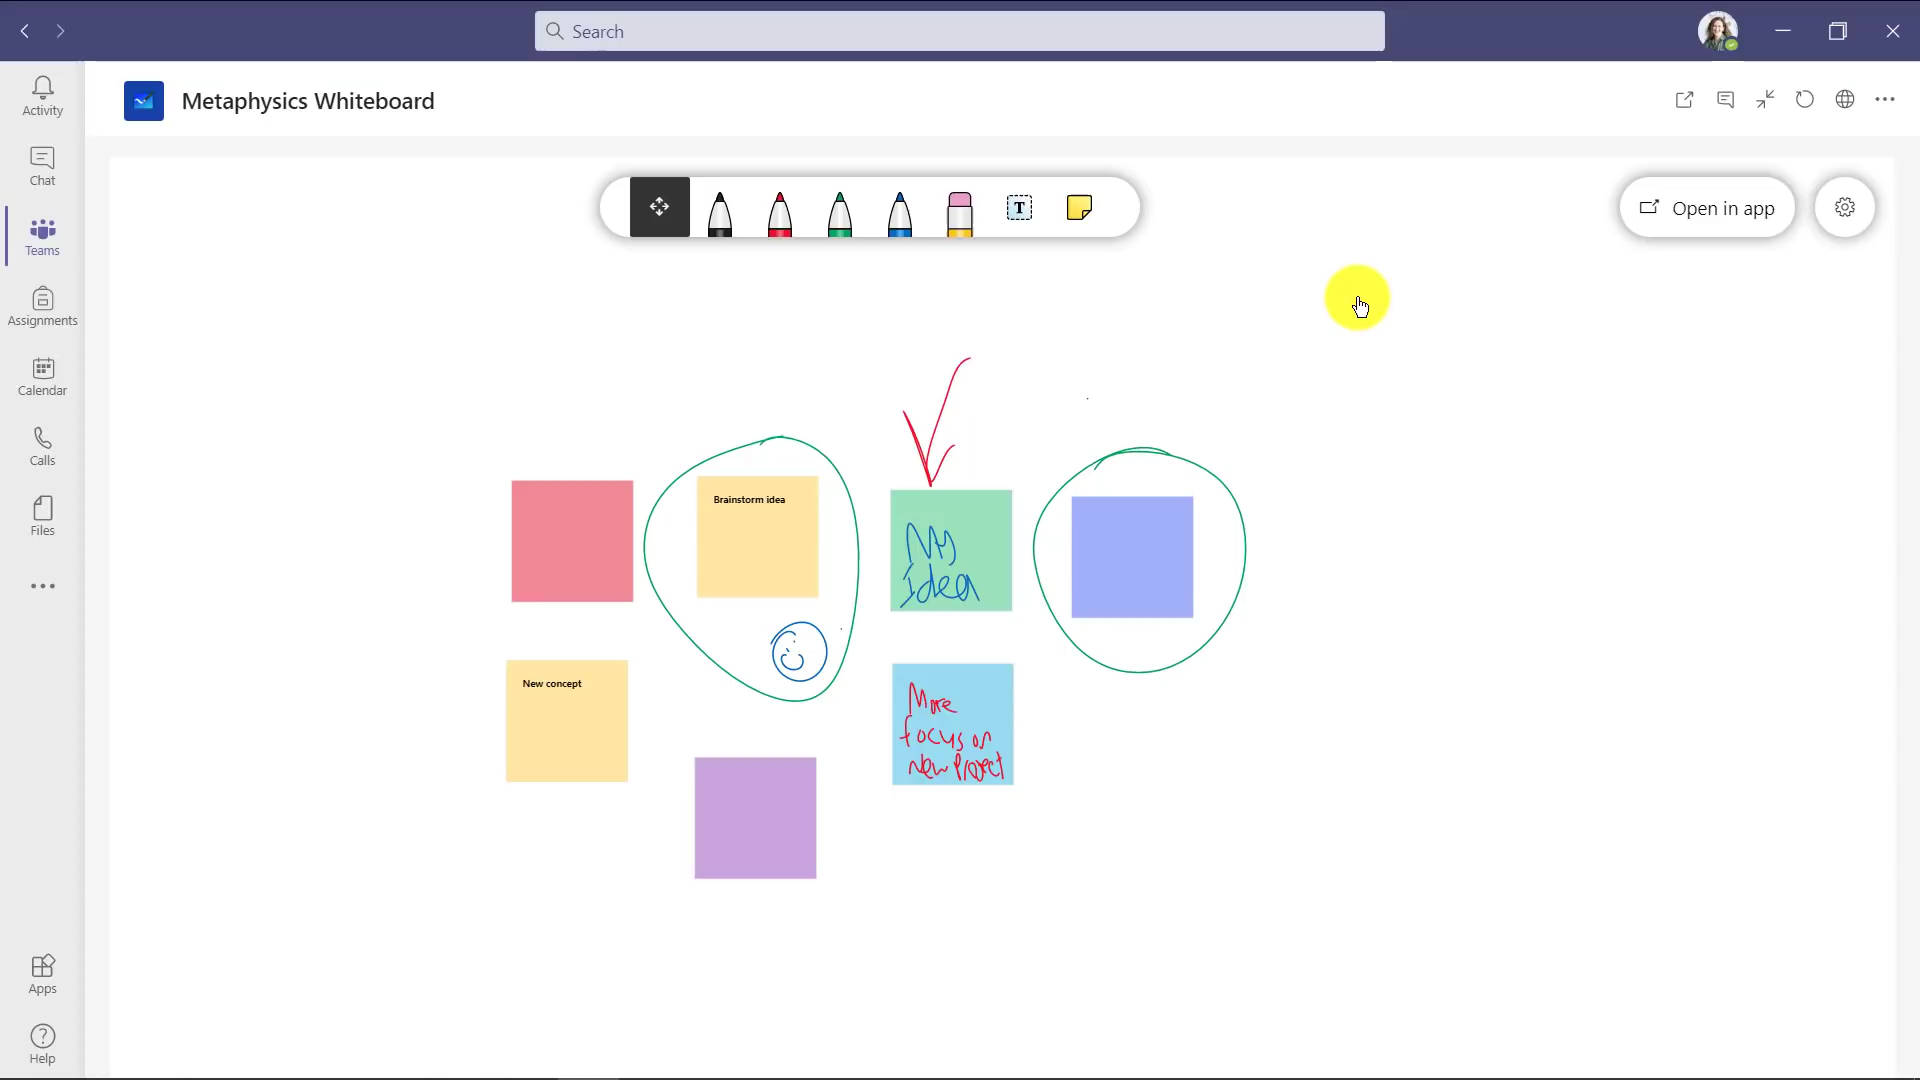 Search
Activity
Chat
Teams
Assignments
Calendar
Calls
Files
Apps
Help
Metaphysics Whiteboard
T
Open in app
Brainstorm idea
My
Idea
New concept
More
focus on
New Project